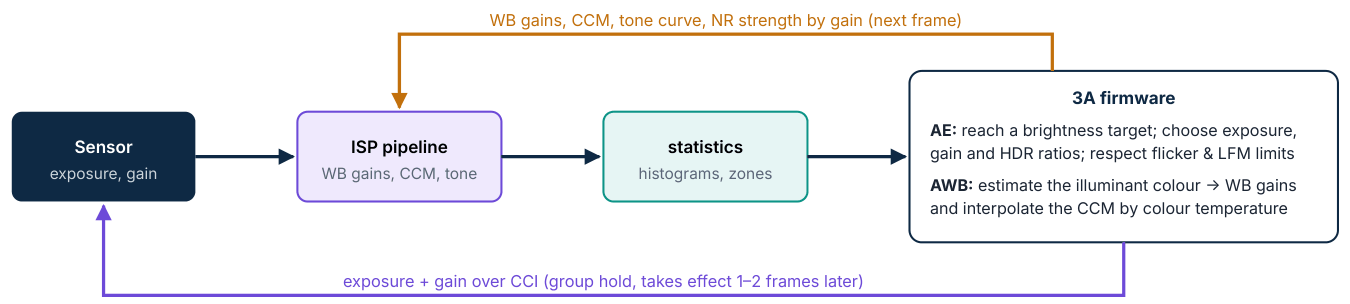 WB gains, CCM, tone curve, NR strength by gain (next frame)
Sensor
exposure, gain
ISP pipeline
WB gains, CCM, tone
statistics
histograms, zones
3A firmware
AE: reach a brightness target; choose exposure,
gain and HDR ratios; respect flicker & LFM limits
AWB: estimate the illuminant colour → WB gains
and interpolate the CCM by colour temperature
exposure + gain over CCI (group hold, takes effect 1–2 frames later)